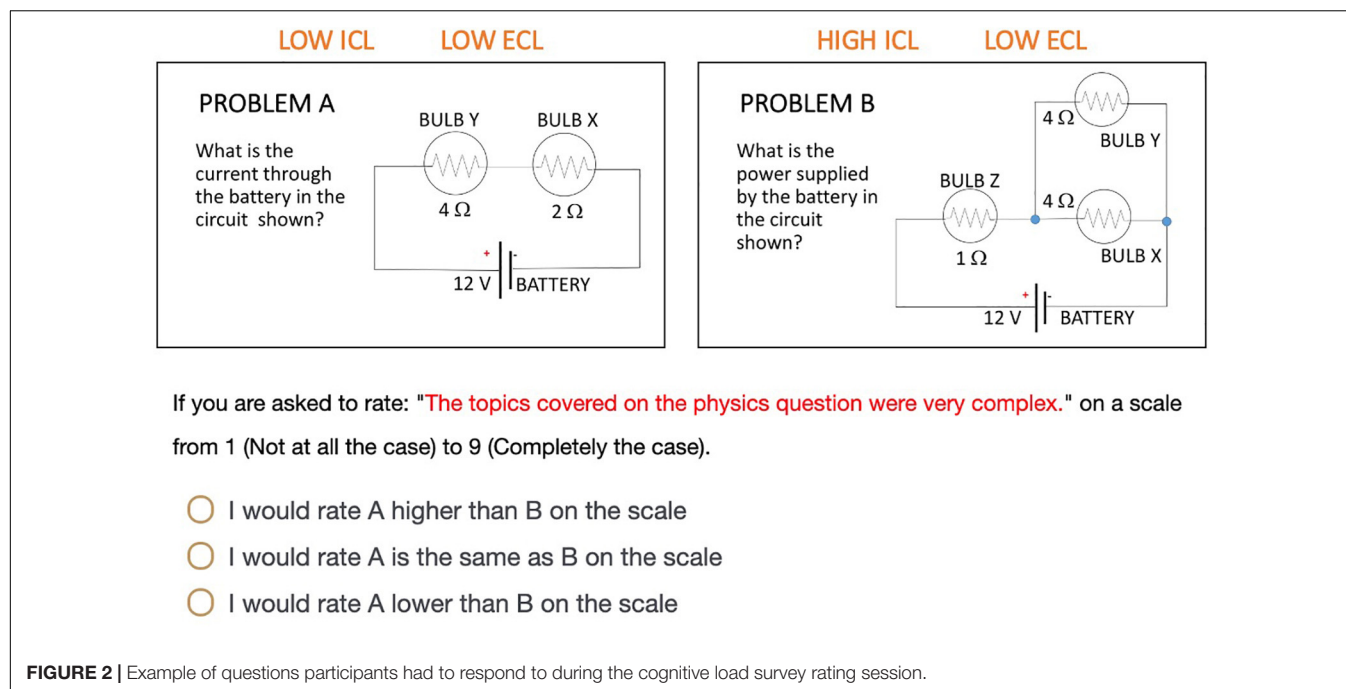 LOW ICL LOW ECL
HIGH ICL LOW ECL
PROBLEM A
What is the
current through
the battery in the
circuit shown?
BULB Y
BULB X
4 Ω
2 Ω
+
-
12 V
BATTERY
PROBLEM B
What is the
power supplied
by the battery in
the circuit
shown?
4 Ω
BULB Y
BULB Z
4 Ω
1 Ω
BULB X
+
-
12 V
BATTERY
If you are asked to rate: "The topics covered on the physics question were very complex." on a scale
from 1 (Not at all the case) to 9 (Completely the case).
I would rate A higher than B on the scale
I would rate A is the same as B on the scale
I would rate A lower than B on the scale
FIGURE 2 | Example of questions participants had to respond to during the cognitive load survey rating session.